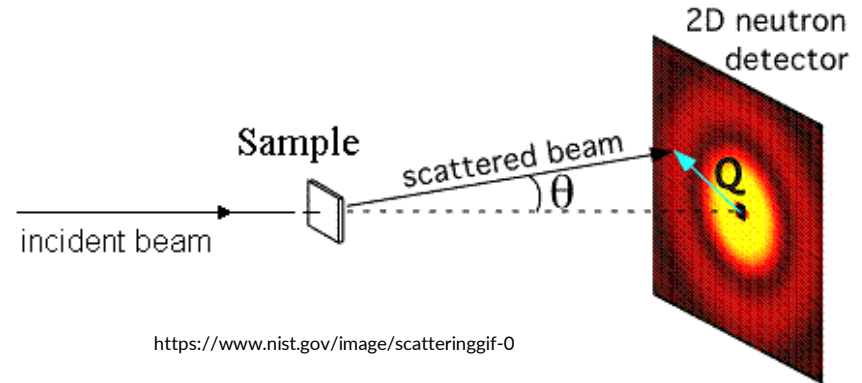 2D neutron
detector
Sample
scattered beam
θ
Q
incident beam
https://www.nist.gov/image/scatteringgif-0